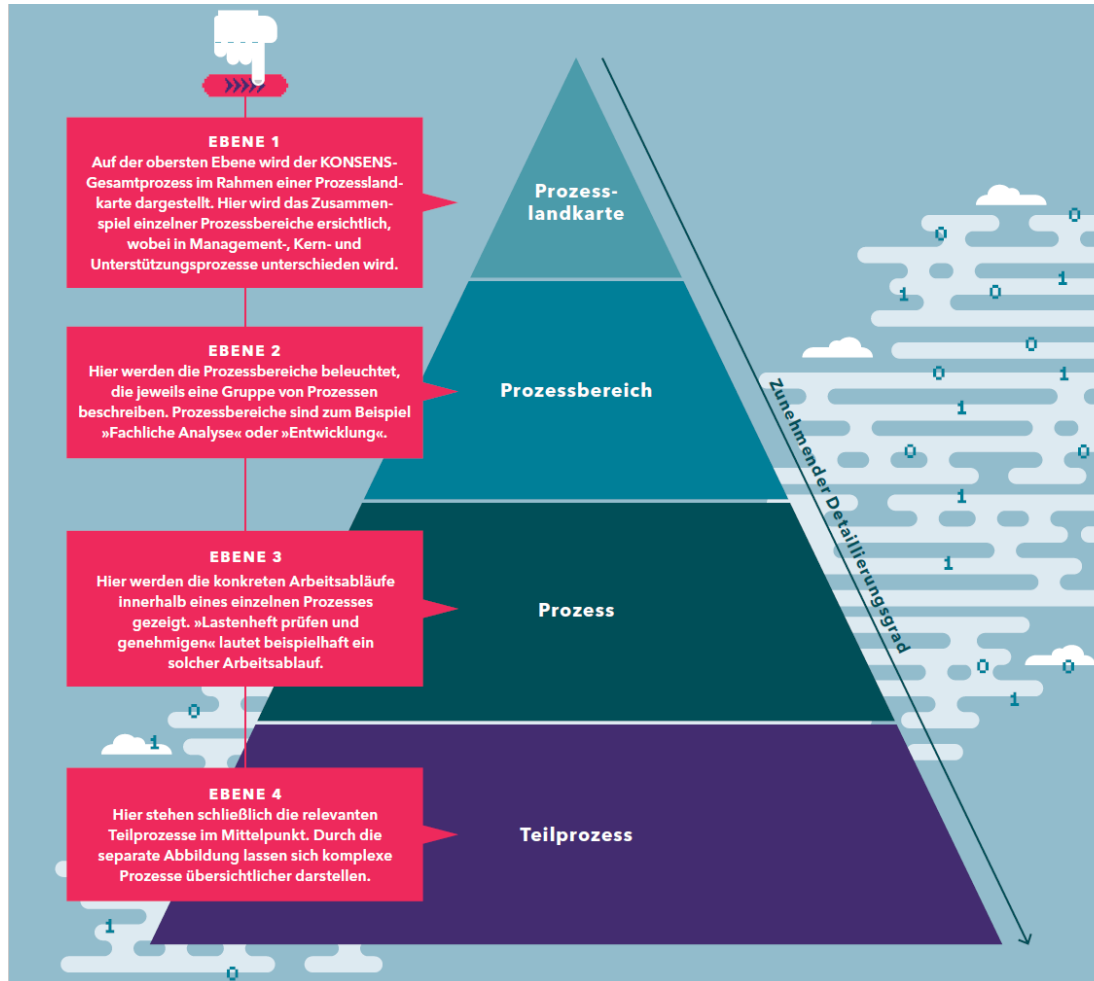 EBENE 1
Auf der obersten Ebene wird der KONSENS-
Gesamtprozess im Rahmen einer Prozessland-
karte dargestellt. Hier wird das Zusammen-
spiel einzelner Prozessbereiche ersichtlich,
wobei in Management-, Kern- und
Unterstützungsprozesse unterschieden wird.
Prozess-
landkarte
EBENE 2
Hier werden die Prozessbereiche beleuchtet,
die jeweils eine Gruppe von Prozessen
beschreiben. Prozessbereiche sind zum Beispiel
»Fachliche Analyse« oder »Entwicklung«.
Prozessbereich
EBENE 3
Hier werden die konkreten Arbeitsabläufe
innerhalb eines einzelnen Prozesses
gezeigt. »Lastenheft prüfen und
genehmigen« lautet beispielhaft ein
solcher Arbeitsablauf.
Prozess
EBENE 4
Hier stehen schließlich die relevanten
Teilprozesse im Mittelpunkt. Durch die
separate Abbildung lassen sich komplexe
Prozesse übersichtlicher darstellen.
Teilprozess
Zunehmender Detaillierungsgrad
0
0
1
1
0
0
0
1
1
0
0
1
1
0
0
1
0
1
1
0